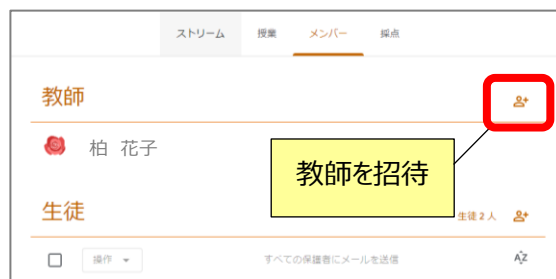 ストリーム 授業 メンバー 採点
教師
柏 花子
教師を招待
生徒
生徒 2 人
操作
すべての保護者にメールを送信
AZ